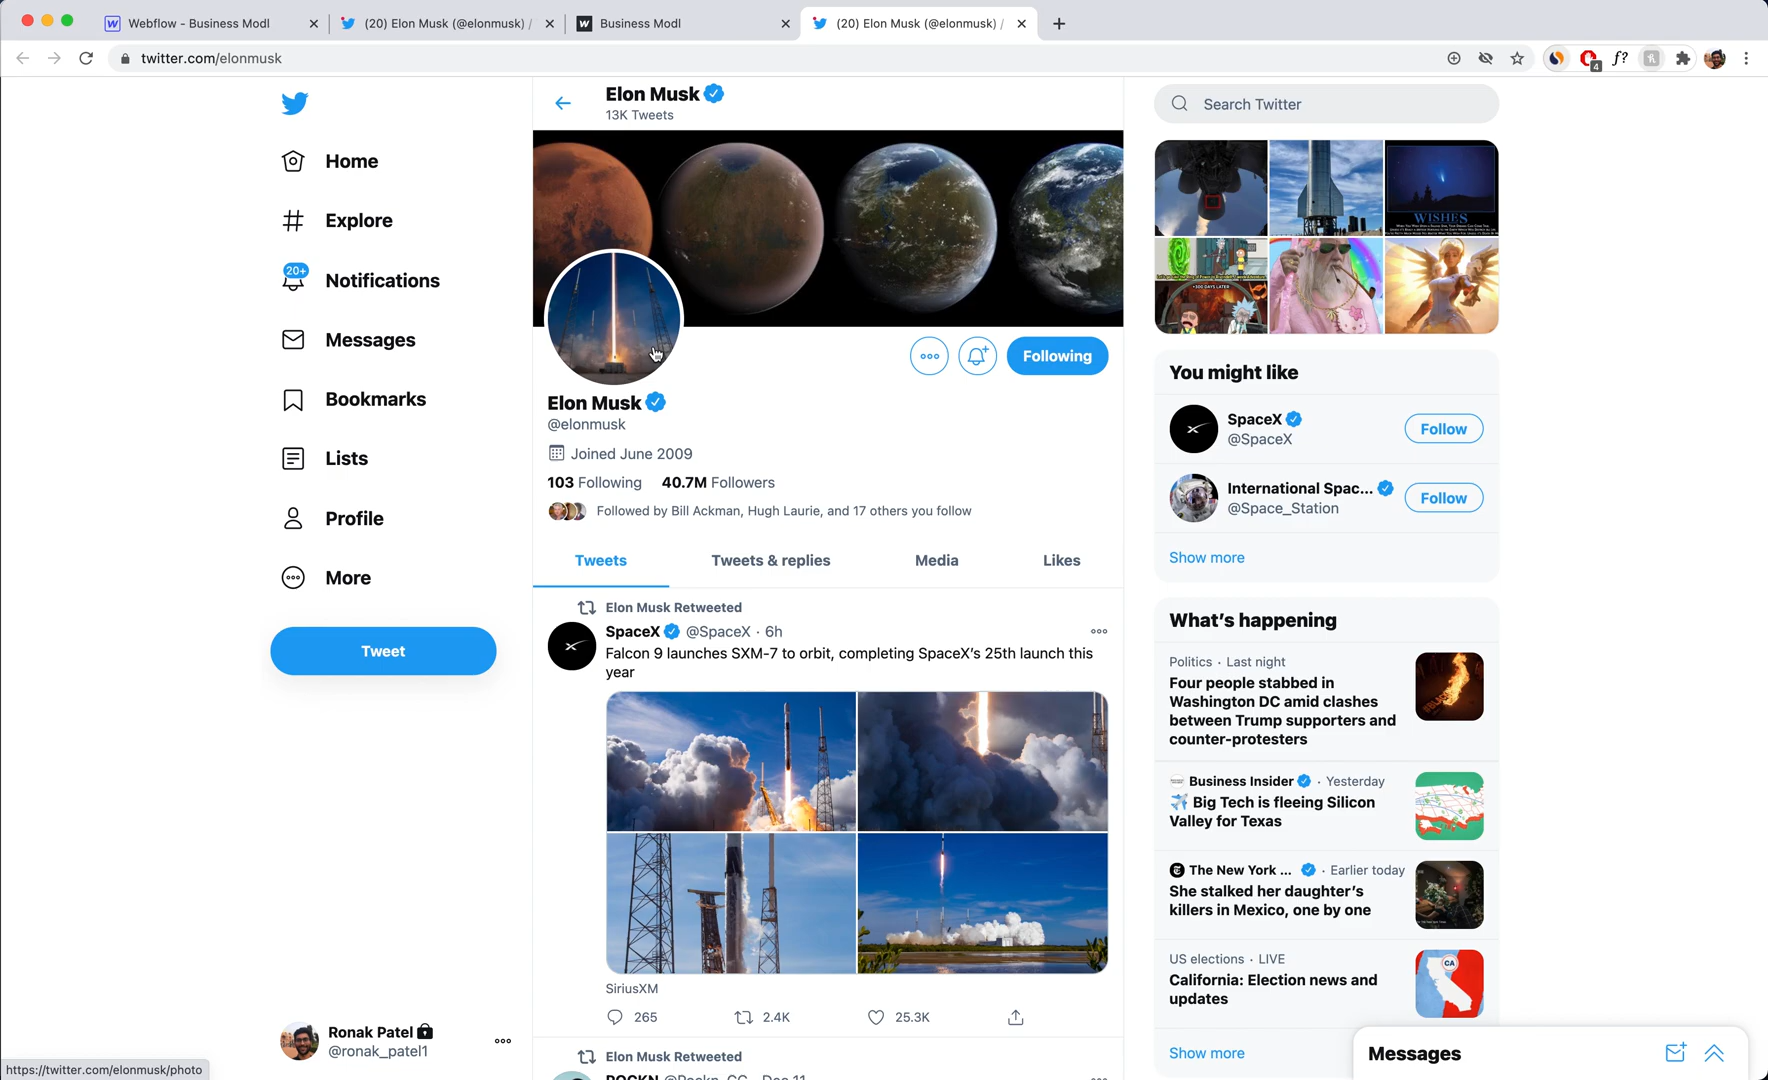 Webflow - Business Modl
(20) Elon Musk (@elonmusk) /
Business Modl
(20) Elon Musk (@elonmusk) /
twitter.com/elonmusk
4
f?
Home
Explore
20+
Notifications
Messages
Bookmarks
Lists
Profile
More
Tweet
Ronak Patel
@ronak_patel1
https://twitter.com/elonmusk/photo
Elon Musk
13K Tweets
Following
Elon Musk
@elonmusk
Joined June 2009
103 Following 40.7M Followers
Followed by Bill Ackman, Hugh Laurie, and 17 others you follow
Tweets
Tweets & replies
Media
Likes
Elon Musk Retweeted
SpaceX @SpaceX · 6h
Falcon 9 launches SXM-7 to orbit, completing SpaceX's 25th launch this
year
SiriusXM
265
2.4K
25.3K
Elon Musk Retweeted
Search Twitter
WISHES
+300 DAYS LATER
You might like
SpaceX
@SpaceX
Follow
International Spac...
@Space_Station
Follow
Show more
What's happening
Politics · Last night
Four people stabbed in
Washington DC amid clashes
between Trump supporters and
counter-protesters
Business Insider · Yesterday
Big Tech is fleeing Silicon
Valley for Texas
The New York ... · Earlier today
She stalked her daughter's
killers in Mexico, one by one
US elections · LIVE
California: Election news and
updates
CA
Show more
Messages